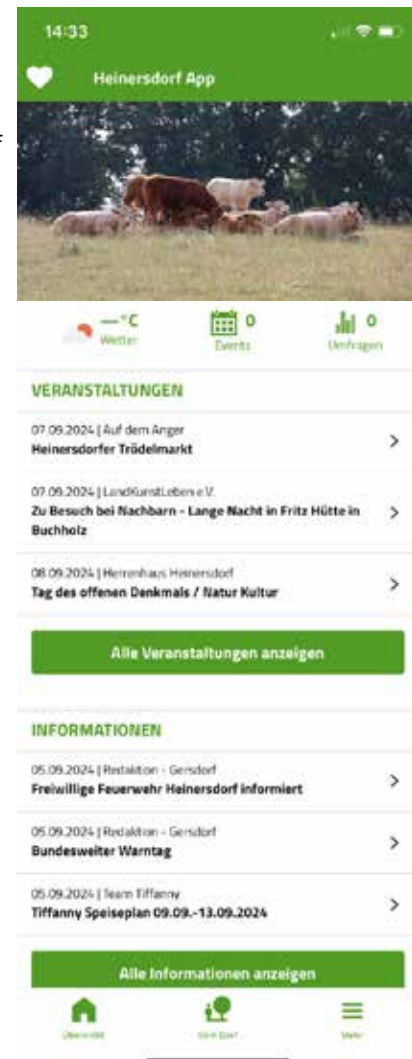 14:33
Heinersdorf App
—°C
Wetter
0
Events
0
Umfragen
VERANSTALTUNGEN
07.09.2024 | Auf dem Anger
Heinersdorfer Trödelmarkt
07.09.2024 | LandKunstLeben e.V.
Zu Besuch bei Nachbarn - Lange Nacht in Fritz Hütte in
Buchholz
08.09.2024 | Herrenhaus Heinersdorf
Tag des offenen Denkmals / Natur Kultur
Alle Veranstaltungen anzeigen
INFORMATIONEN
05.09.2024 | Redaktion - Gersdorf
Freiwillige Feuerwehr Heinersdorf informiert
05.09.2024 | Redaktion - Gersdorf
Bundesweiter Warntag
05.09.2024 | Team Tiffanny
Tiffanny Speiseplan 09.09.-13.09.2024
Alle Informationen anzeigen
Übersicht
Dorf
Mehr